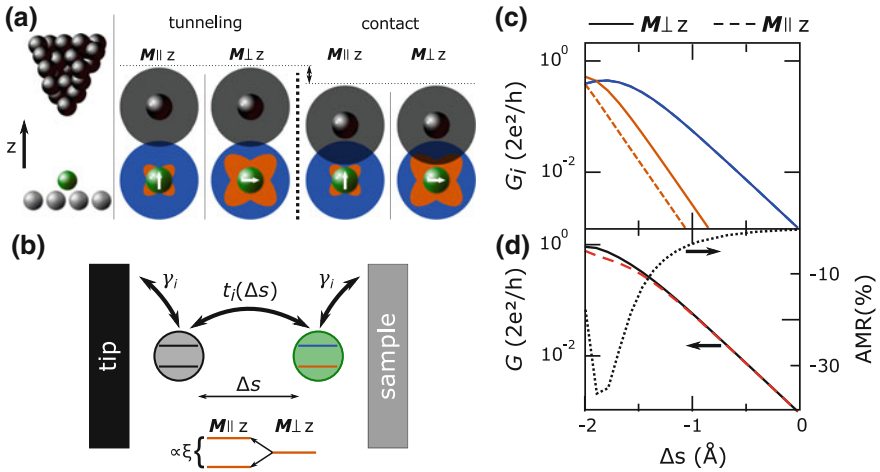 (a)
tunneling
contact
M∥z
M⊥z
M∥z
M⊥z
z
(b)
γi
ti(Δs)
γi
tip
sample
Δs
M∥z
M⊥z
∝ξ
(c)
M⊥z
M∥z
Gi (2e²/h)
10⁰
10⁻²
(d)
G (2e²/h)
10⁰
10⁻²
-10
-30
AMR(%)
-2
-1
0
Δs (Å)